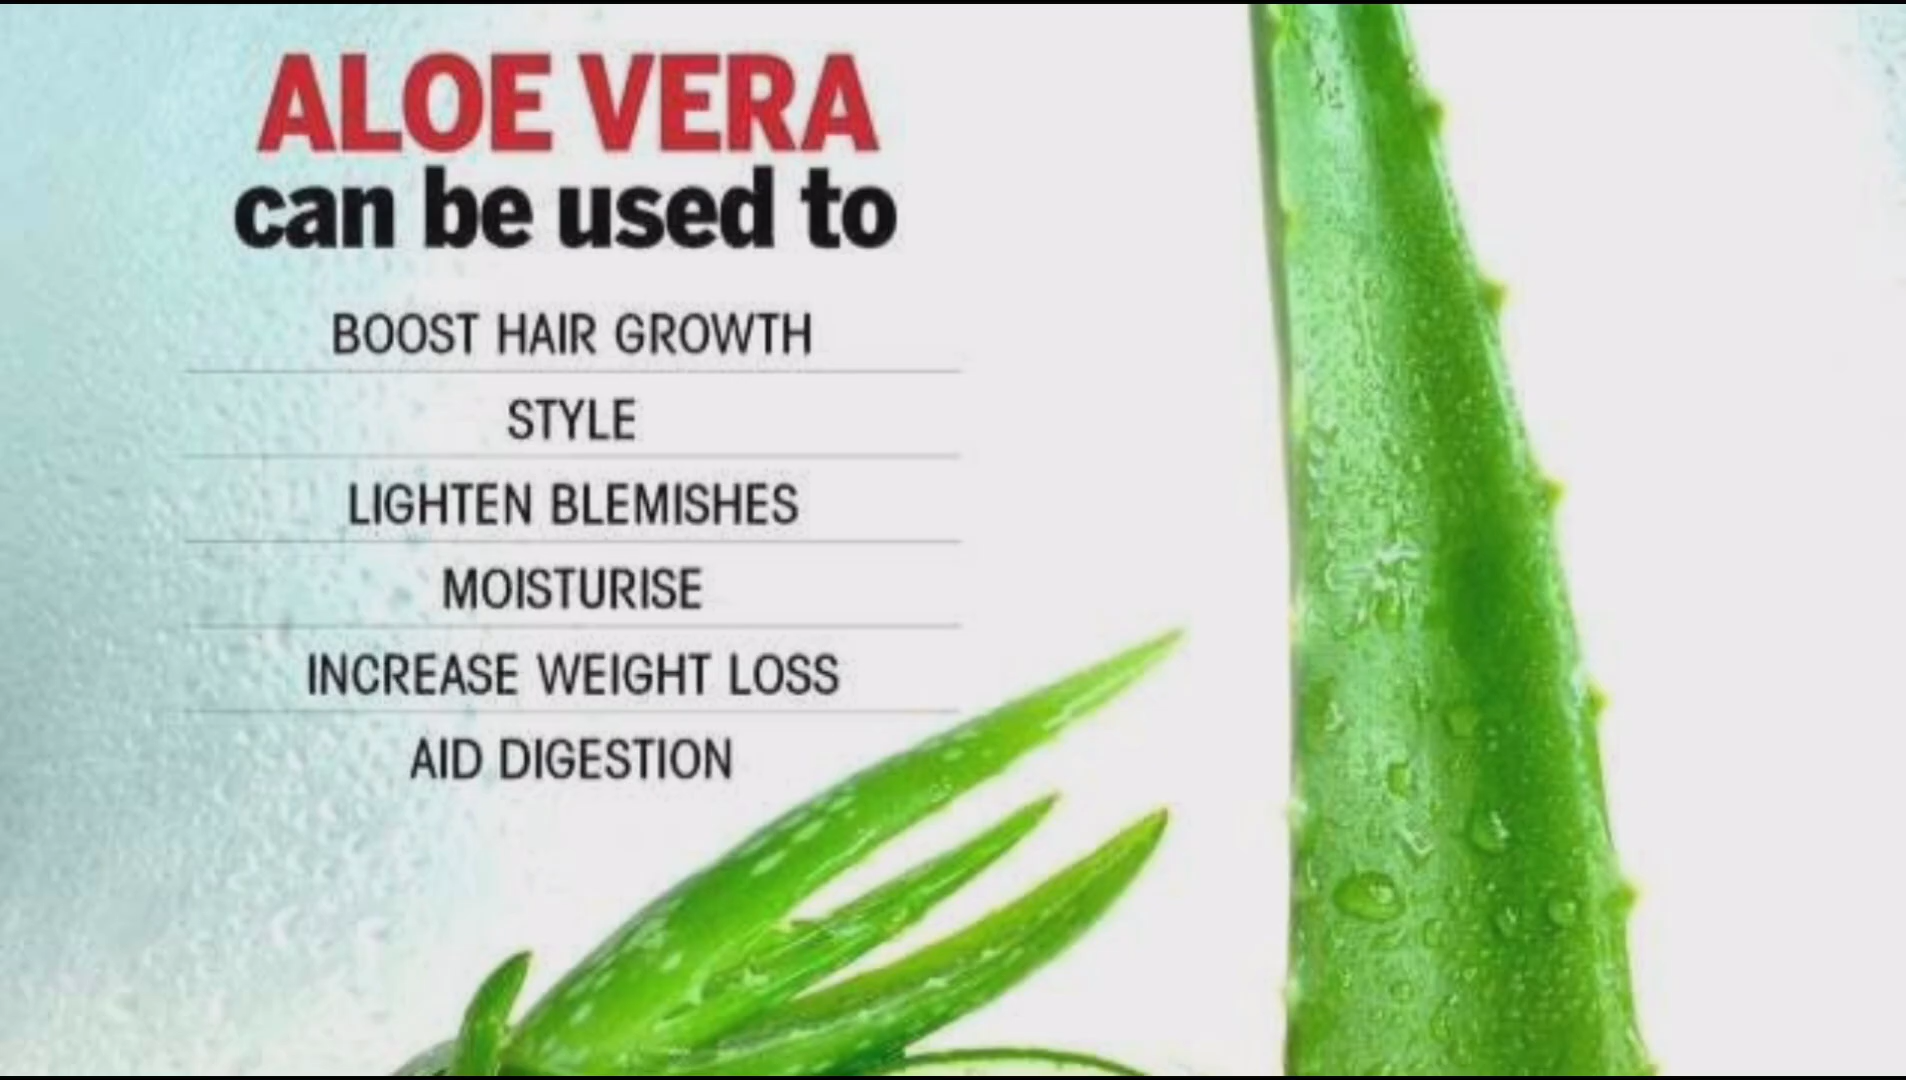 ALOE VERA
can be used to
BOOST HAIR GROWTH
STYLE
LIGHTEN BLEMISHES
MOISTURISE
INCREASE WEIGHT LOSS
AID DIGESTION